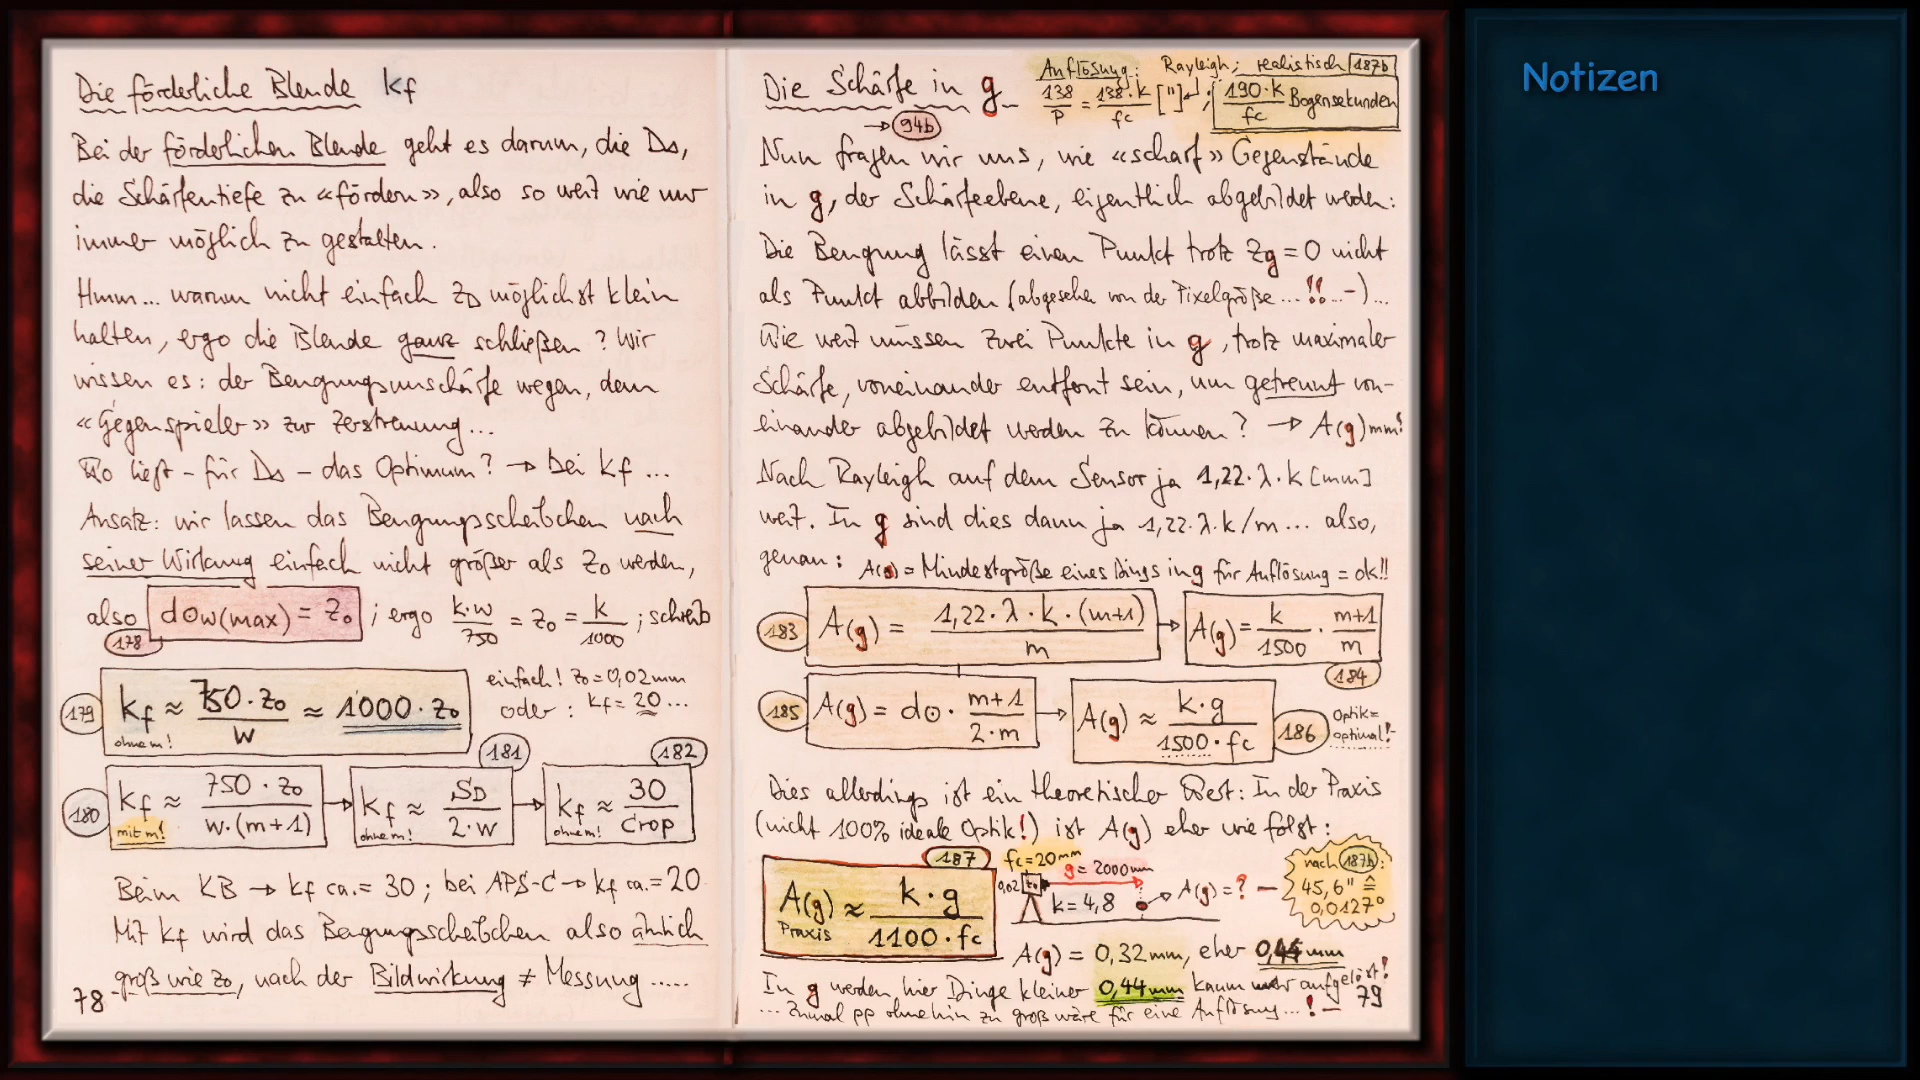 Die förderliche Blende kf
Bei der förderlichen Blende geht es darum, die Ds,
die Schärfentiefe zu «fördern», also so weit wie nur
immer möglich zu gestalten.
Hmm... warum nicht einfach ZD möglichst klein
halten, ergo die Blende ganz schließen? Wir
wissen es: der Beugungsunschärfe wegen, dem
«Gegenspieler» zur Zerstreuung...
Wo liegt - für Ds - das Optimum? → bei kf ...
Ansatz: wir lassen das Beugungsscheibchen nach
seiner Wirkung einfach nicht größer als Zo werden,
also d⊙w(max) = Zo ; ergo k·w/750 = Zo = k/1000 ; schreib
178
179 kf ≈ 750·Zo/w ≈ 1000·Zo
ohne m!
einfach! Zo=0,02mm
oder: kf=20...
181
182
180 kf ≈ 750·Zo/w·(m+1) → kf ≈ SD/2·w → kf ≈ 30/Crop
mit m! ohne m! ohne m!
Beim KB → kf ca.= 30 ; bei APS-C → kf ca.=20
Mit kf wird das Beugungsscheibchen also ähnlich
groß wie Zo, nach der Bildwirkung ≠ Messung .....
78
Die Schärfe in g
→ 94b
Auflösung: Rayleigh; realistisch 187b
138/P = 138·k/fc ["] ; 190·k/fc Bogensekunden
Nun fragen wir uns, wie «scharf» Gegenstände
in g, der Schärfeebene, eigentlich abgebildet werden:
Die Beugung lässt einen Punkt trotz Zg=0 nicht
als Punkt abbilden (abgesehen von der Pixelgröße...!!...-)...
Wie weit müssen zwei Punkte in g, trotz maximaler
Schärfe, voneinander entfernt sein, um getrennt von-
einander abgebildet werden zu können? → A(g)mm?
Nach Rayleigh auf dem Sensor ja 1,22·λ·k [mm]
weit. In g sind dies dann ja 1,22·λ·k/m... also,
genau: A(g) = Mindestgröße eines Dings in g für Auflösung = ok!!
183 A(g) = 1,22·λ·k·(m+1)/m → A(g) = k/1500 · m+1/m
184
185 A(g) = d⊙ · m+1/2·m → A(g) ≈ k·g/1500·fc 186 Optik=
optimal!-
Dies allerdings ist ein theoretischer Best: In der Praxis
(nicht 100% ideale Optik!) ist A(g) eher wie folgt:
187
A(g) ≈ k·g/1100·fc
Praxis
fc=20mm
g=2000mm
0,02 Zo
k=4,8
A(g)=? -
nach 187b:
45,6" ≙
0,0127°
A(g) = 0,32mm, eher 0,44mm
In g werden hier Dinge kleiner 0,44mm kaum mehr aufgelöst!
... Zumal pp ohnehin zu groß wäre für eine Auflösung...!-
79
Notizen